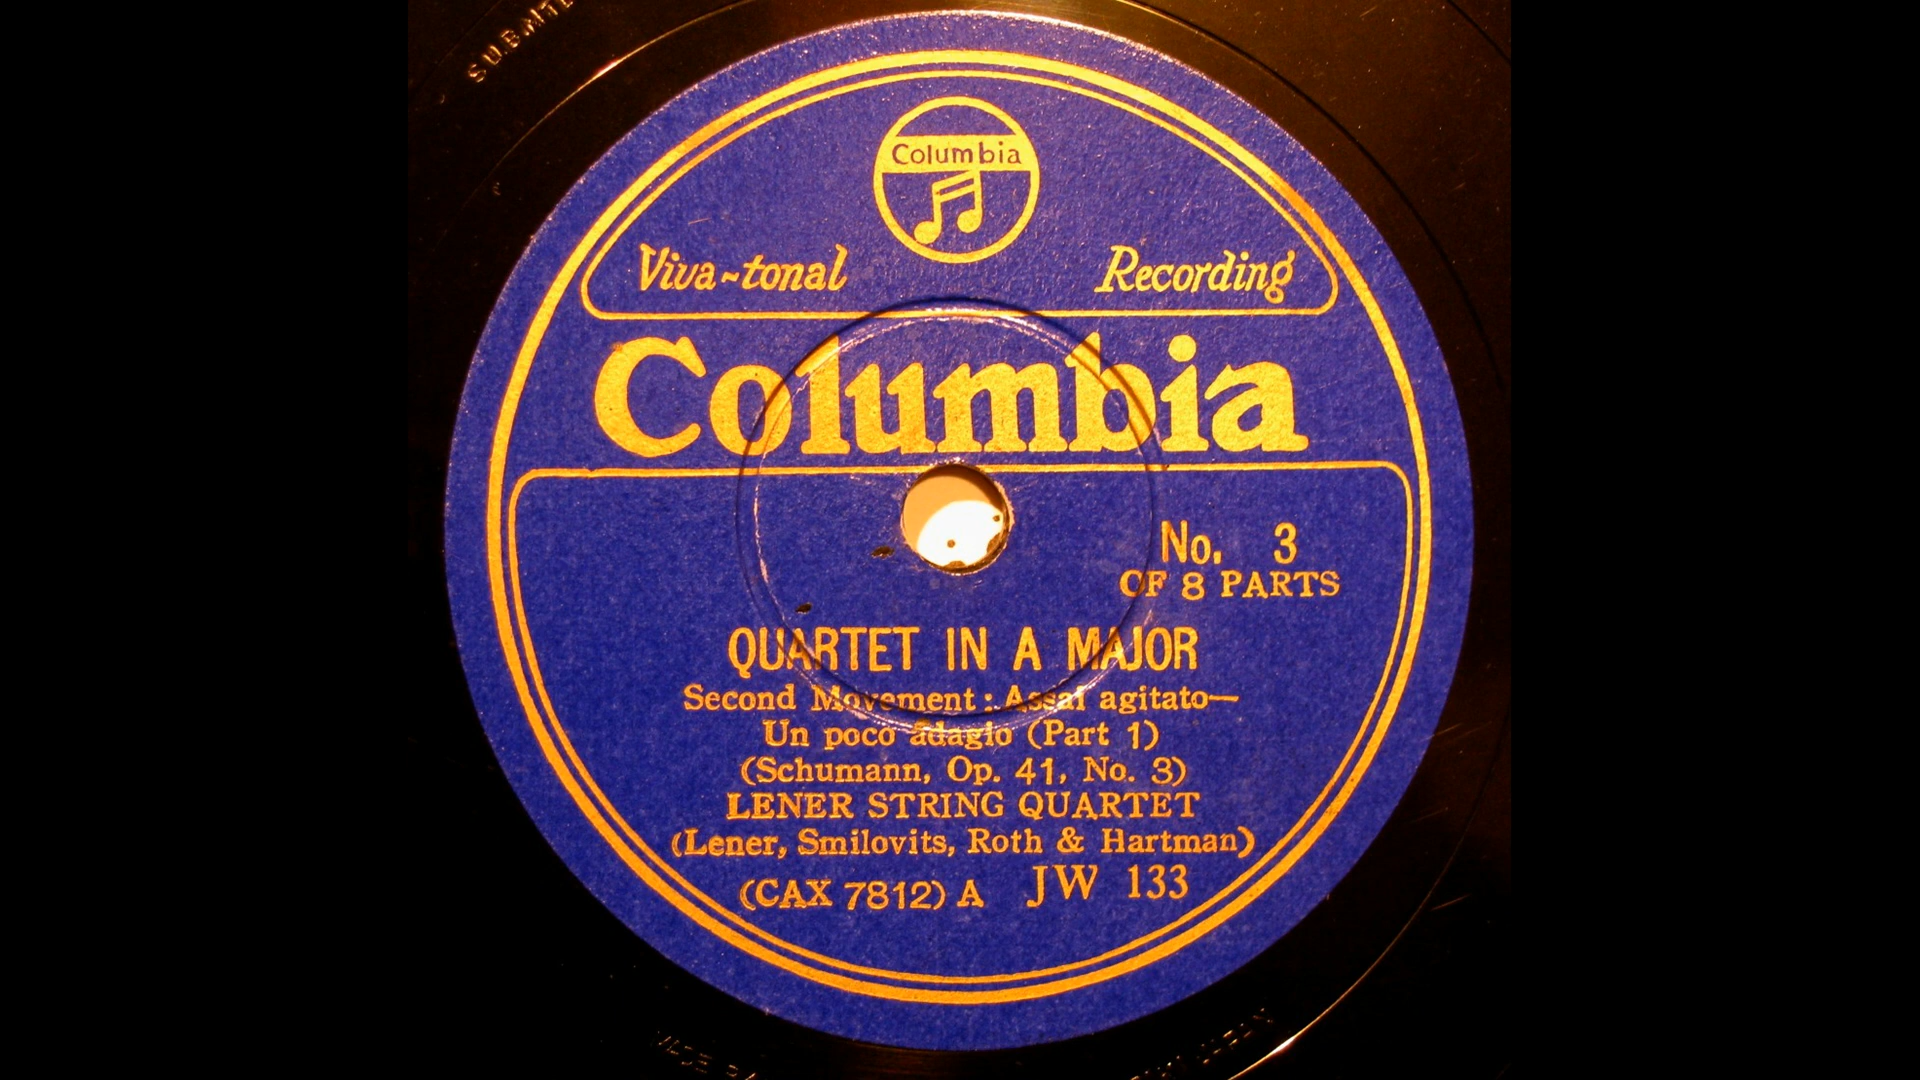 Columbia
Viva-tonal Recording
Columbia
No. 3
OF 8 PARTS
QUARTET IN A MAJOR
Second Movement: Assai agitato—
Un poco adagio (Part 1)
(Schumann, Op. 41, No. 3)
LENER STRING QUARTET
(Lener, Smilovits, Roth & Hartman)
(CAX 7812) A JW 133
MADE